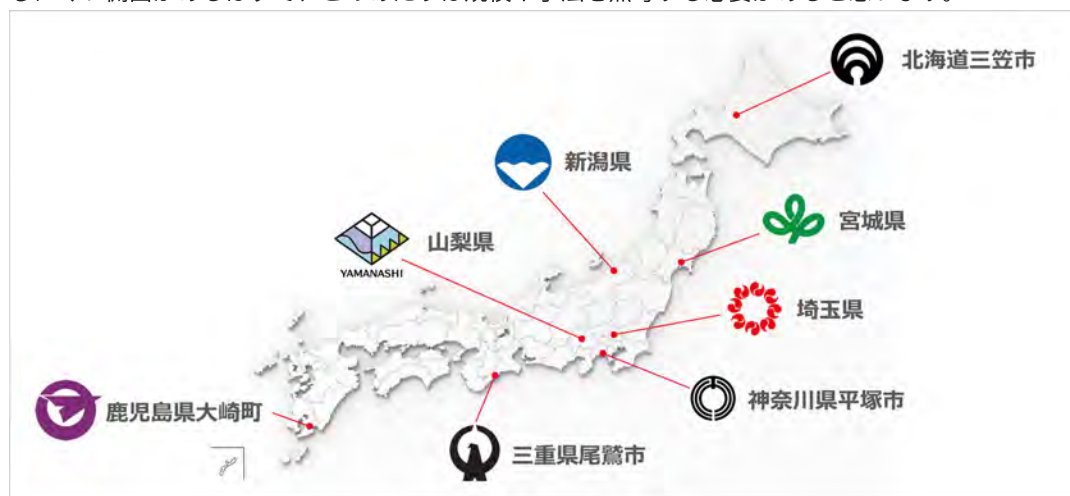 北海道三笠市
新潟県
宮城県
山梨県
YAMANASHI
埼玉県
神奈川県平塚市
鹿児島県大崎町
三重県尾鷲市